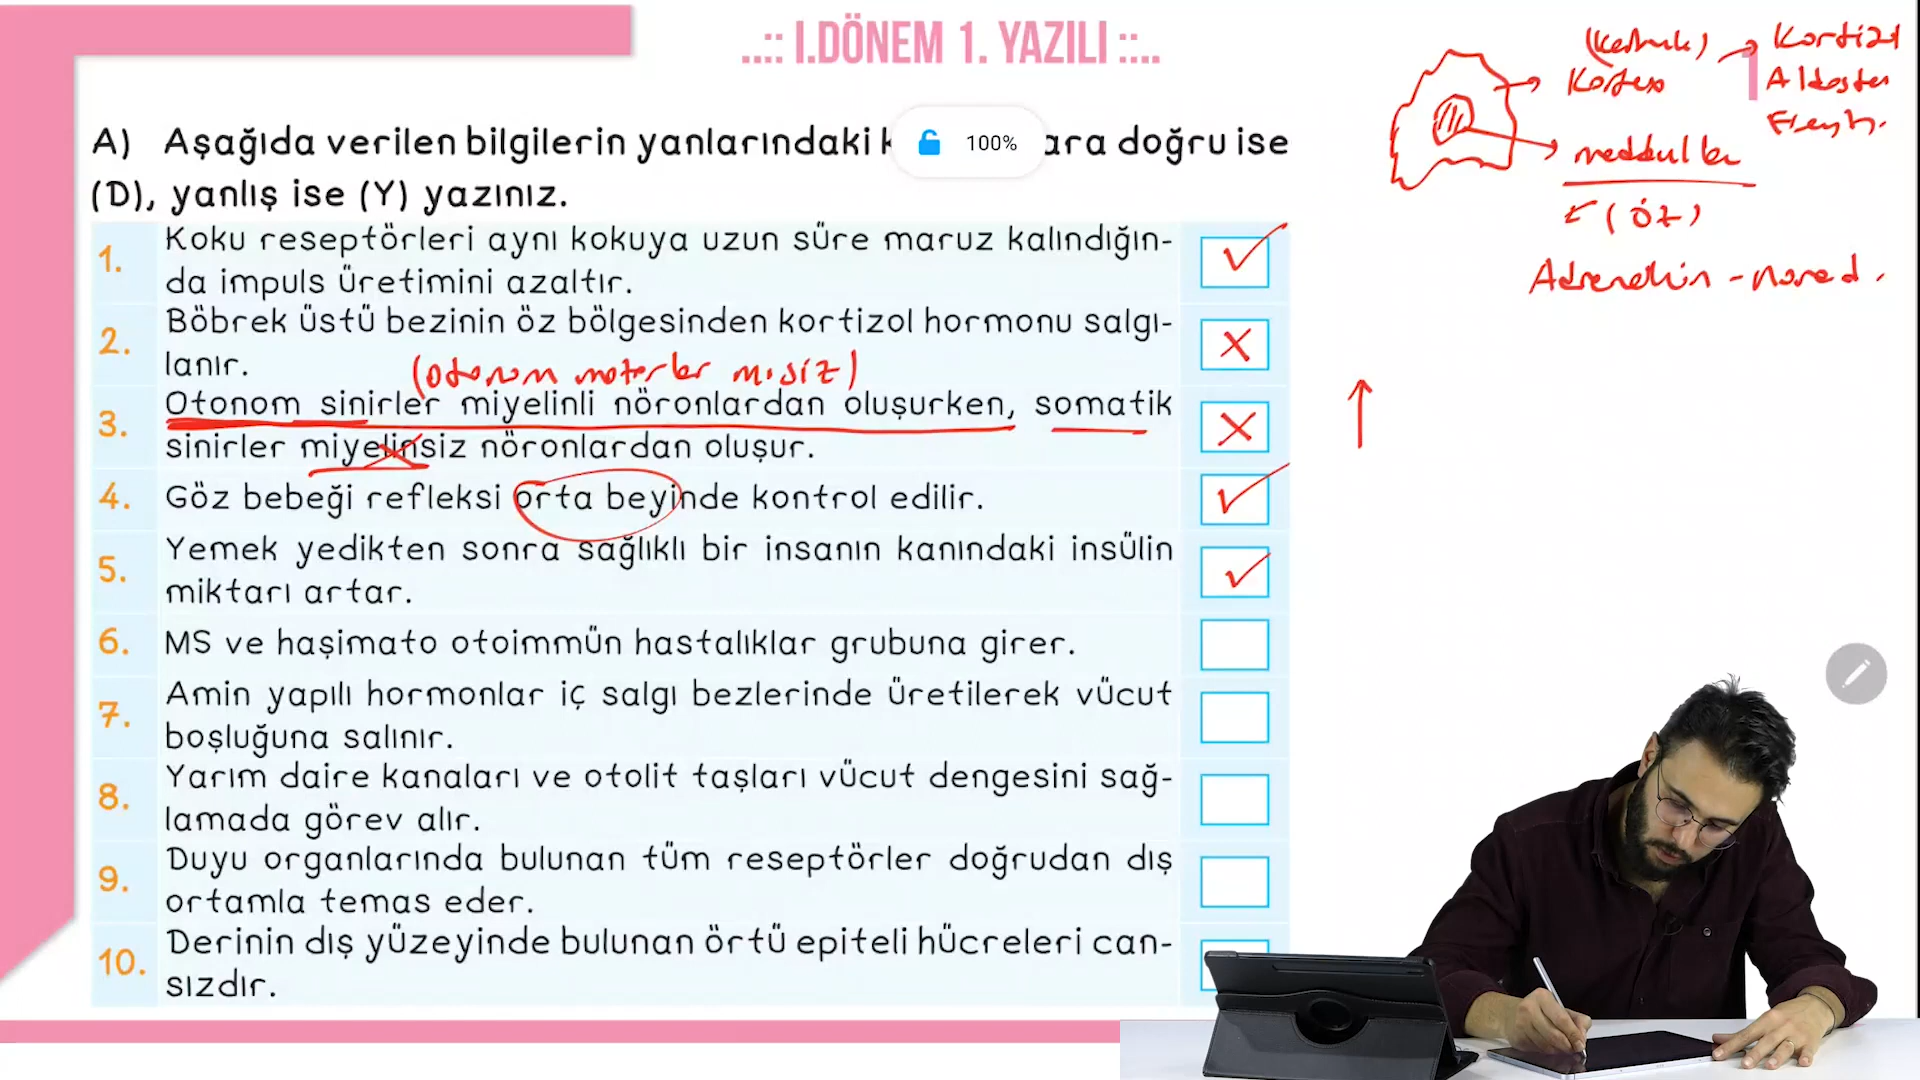 ..:: I.DÖNEM 1. YAZILI ::..
A) Aşağıda verilen bilgilerin yanlarındaki k
100%
ara doğru ise
(D), yanlış ise (Y) yazınız.
1. Koku reseptörleri aynı kokuya uzun süre maruz kalındığın-
da impuls üretimini azaltır.
2. Böbrek üstü bezinin öz bölgesinden kortizol hormonu salgı-
lanır.
(otonom motorlar m.siz)
3. Otonom sinirler miyelinli nöronlardan oluşurken, somatik
sinirler miyelinsiz nöronlardan oluşur.
4. Göz bebeği refleksi orta beyinde kontrol edilir.
5. Yemek yedikten sonra sağlıklı bir insanın kanındaki insülin
miktarı artar.
6. MS ve haşimato otoimmün hastalıklar grubuna girer.
7. Amin yapılı hormonlar iç salgı bezlerinde üretilerek vücut
boşluğuna salınır.
8. Yarım daire kanaları ve otolit taşları vücut dengesini sağ-
lamada görev alır.
9. Duyu organlarında bulunan tüm reseptörler doğrudan dış
ortamla temas eder.
10. Derinin dış yüzeyinde bulunan örtü epiteli hücreleri can-
sızdır.
(kabuk)
Korteks
Kortizol
Aldoster
(öz)
Adrenalin - norad.